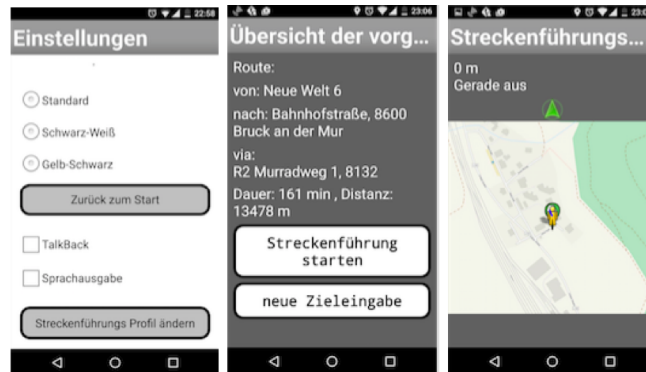 22:58
Einstellungen
Standard
Schwarz-Weiß
Gelb-Schwarz
Zurück zum Start
TalkBack
Sprachausgabe
Streckenführungs Profil ändern
23:06
Übersicht der vorg...
Route:
von: Neue Welt 6
nach: Bahnhofstraße, 8600
Bruck an der Mur
via:
R2 Murradweg 1, 8132
Dauer: 161 min , Distanz:
13478 m
Streckenführung
starten
neue Zieleingabe
Streckenführungs...
0 m
Gerade aus